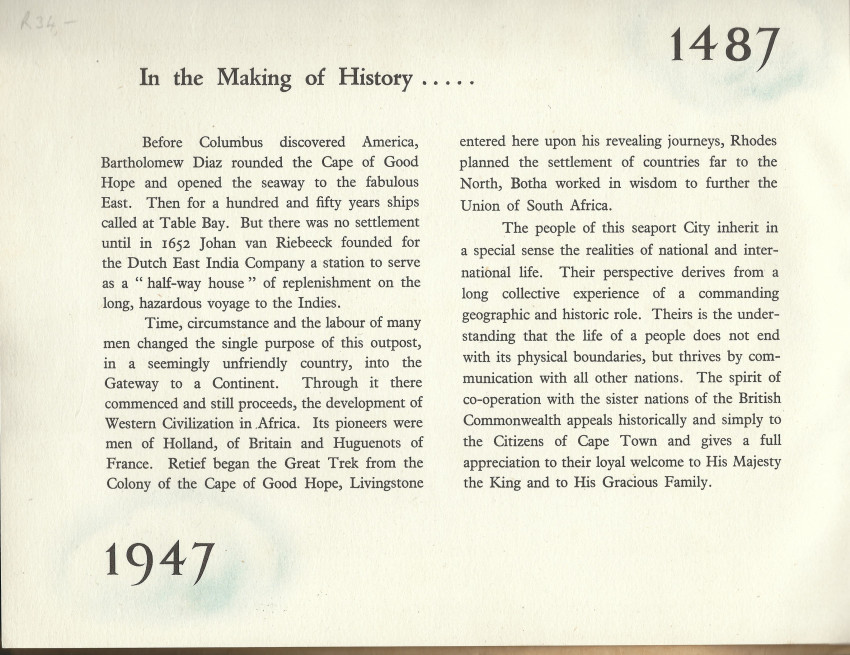 R34,-
1487
In the Making of History . . . . .
Before Columbus discovered America,
Bartholomew Diaz rounded the Cape of Good
Hope and opened the seaway to the fabulous
East. Then for a hundred and fifty years ships
called at Table Bay. But there was no settlement
until in 1652 Johan van Riebeeck founded for
the Dutch East India Company a station to serve
as a “ half-way house ” of replenishment on the
long, hazardous voyage to the Indies.
Time, circumstance and the labour of many
men changed the single purpose of this outpost,
in a seemingly unfriendly country, into the
Gateway to a Continent. Through it there
commenced and still proceeds, the development of
Western Civilization in Africa. Its pioneers were
men of Holland, of Britain and Huguenots of
France. Retief began the Great Trek from the
Colony of the Cape of Good Hope, Livingstone
entered here upon his revealing journeys, Rhodes
planned the settlement of countries far to the
North, Botha worked in wisdom to further the
Union of South Africa.
The people of this seaport City inherit in
a special sense the realities of national and inter-
national life. Their perspective derives from a
long collective experience of a commanding
geographic and historic role. Theirs is the under-
standing that the life of a people does not end
with its physical boundaries, but thrives by com-
munication with all other nations. The spirit of
co-operation with the sister nations of the British
Commonwealth appeals historically and simply to
the Citizens of Cape Town and gives a full
appreciation to their loyal welcome to His Majesty
the King and to His Gracious Family.
1947